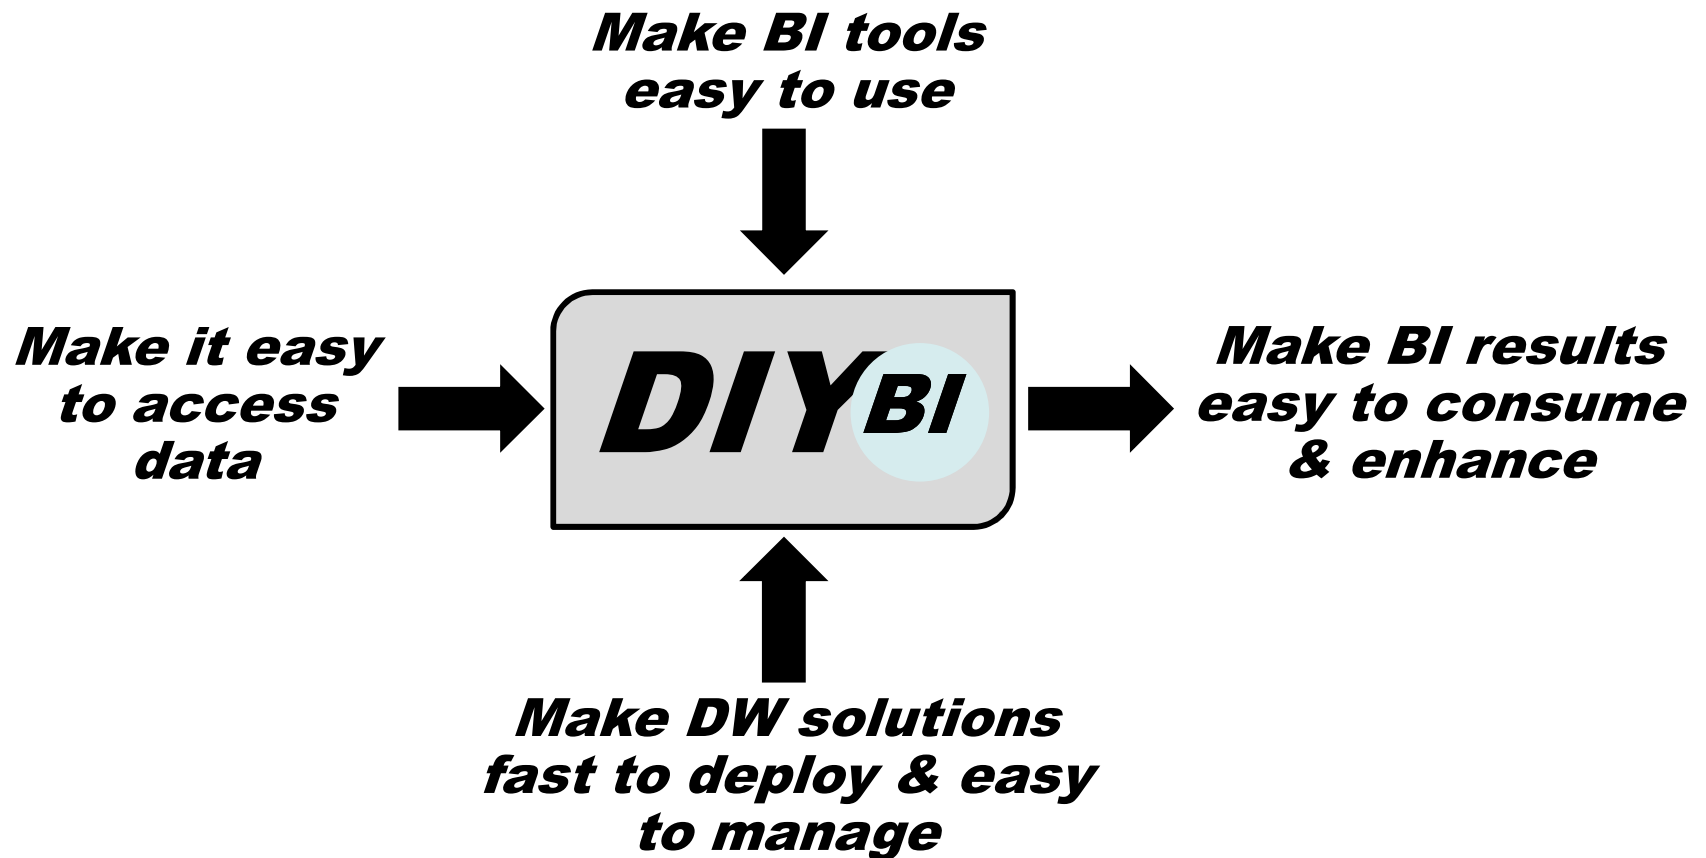 Make BI tools
easy to use
Make it easy
to access
data
DIY BI
Make BI results
easy to consume
& enhance
Make DW solutions
fast to deploy & easy
to manage